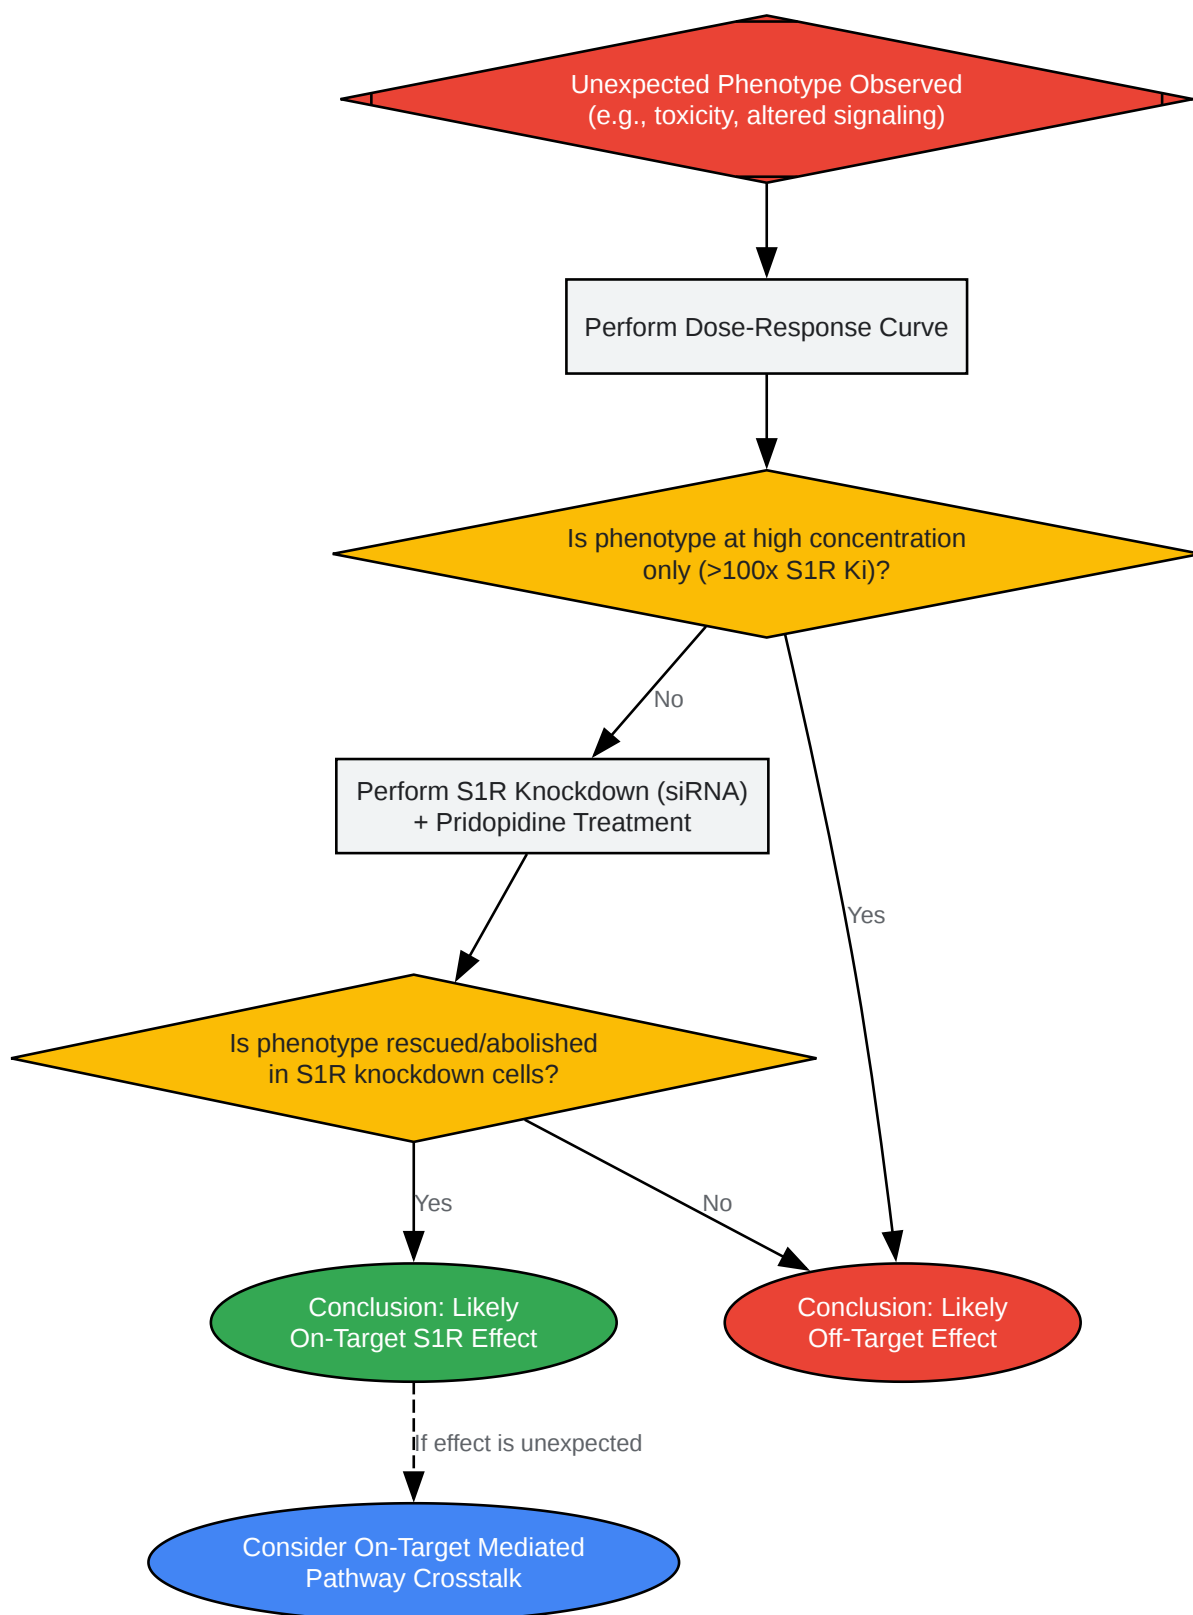 Unexpected Phenotype Observed
(e.g., toxicity, altered signaling)
Perform Dose-Response Curve
Is phenotype at high concentration
only (>100x S1R Ki)?
No
Perform S1R Knockdown (siRNA)
+ Pridopidine Treatment
Yes
Is phenotype rescued/abolished
in S1R knockdown cells?
Yes
No
Conclusion: Likely
On-Target S1R Effect
Conclusion: Likely
Off-Target Effect
If effect is unexpected
Consider On-Target Mediated
Pathway Crosstalk